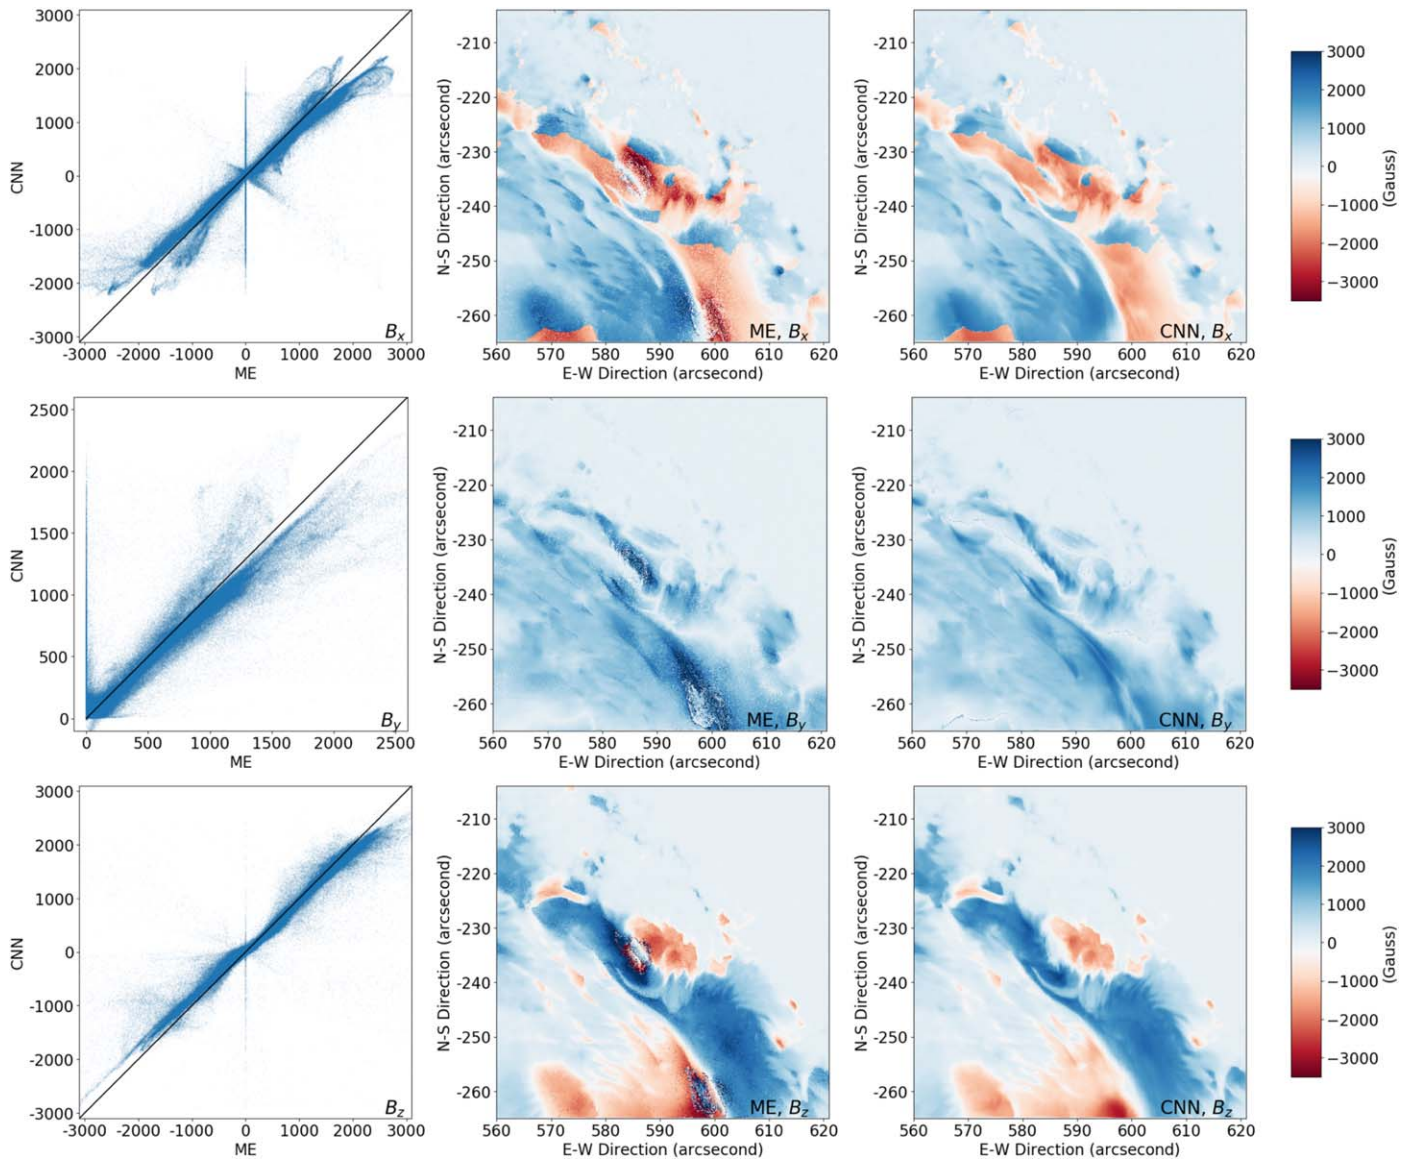 3000
2000
1000
0
-1000
-2000
-3000
CNN
-3000 -2000 -1000 0 1000 2000 3000
ME
Bx
-210
-220
-230
-240
-250
-260
N-S Direction (arcsecond)
560 570 580 590 600 610 620
E-W Direction (arcsecond)
ME, Bx
-210
-220
-230
-240
-250
-260
N-S Direction (arcsecond)
560 570 580 590 600 610 620
E-W Direction (arcsecond)
CNN, Bx
3000
2000
1000
0
−1000
−2000
−3000
(Gauss)
2500
2000
1500
1000
500
0
CNN
0 500 1000 1500 2000 2500
ME
By
-210
-220
-230
-240
-250
-260
N-S Direction (arcsecond)
560 570 580 590 600 610 620
E-W Direction (arcsecond)
ME, By
-210
-220
-230
-240
-250
-260
N-S Direction (arcsecond)
560 570 580 590 600 610 620
E-W Direction (arcsecond)
CNN, By
3000
2000
1000
0
−1000
−2000
−3000
(Gauss)
3000
2000
1000
0
-1000
-2000
-3000
CNN
-3000 -2000 -1000 0 1000 2000 3000
ME
Bz
-210
-220
-230
-240
-250
-260
N-S Direction (arcsecond)
560 570 580 590 600 610 620
E-W Direction (arcsecond)
ME, Bz
-210
-220
-230
-240
-250
-260
N-S Direction (arcsecond)
560 570 580 590 600 610 620
E-W Direction (arcsecond)
CNN, Bz
3000
2000
1000
0
−1000
−2000
−3000
(Gauss)